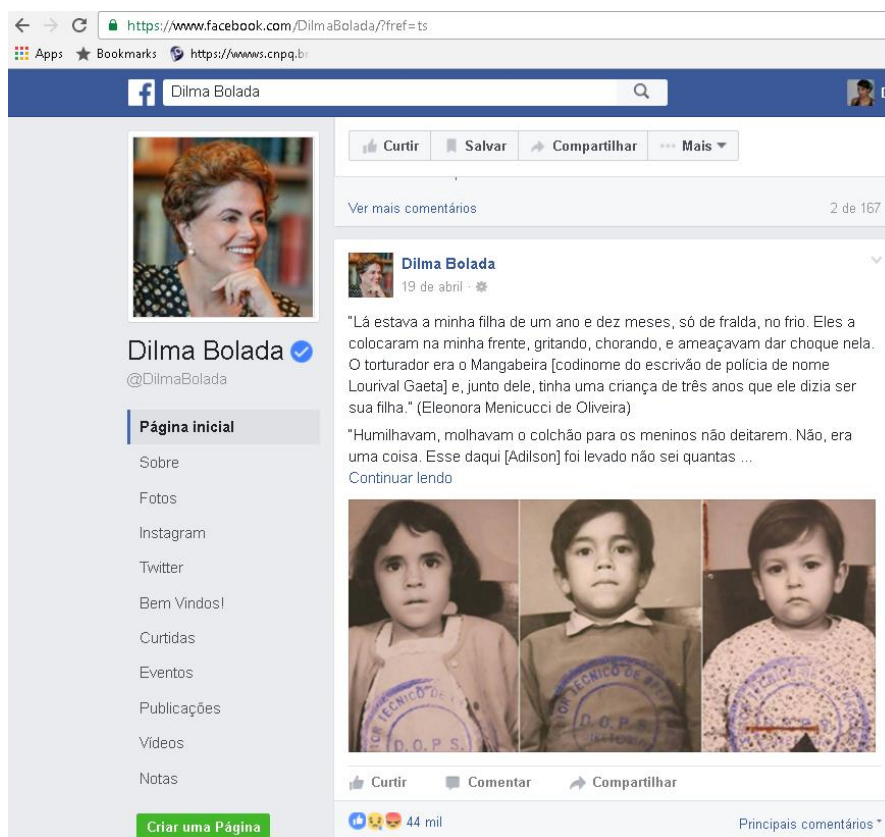 https://www.facebook.com/DilmaBolada/?fref=ts
Apps Bookmarks https://wwws.cnpq.br
Dilma Bolada
Curtir Salvar Compartilhar Mais
Ver mais comentários 2 de 167
Dilma Bolada
19 de abril ·
"Lá estava a minha filha de um ano e dez meses, só de fralda, no frio. Eles a
colocaram na minha frente, gritando, chorando, e ameaçavam dar choque nela.
O torturador era o Mangabeira [codinome do escrivão de polícia de nome
Lourival Gaeta] e, junto dele, tinha uma criança de três anos que ele dizia ser
sua filha." (Eleonora Menicucci de Oliveira)
"Humilhavam, molhavam o colchão para os meninos não deitarem. Não, era
uma coisa. Esse daqui [Adilson] foi levado não sei quantas ...
Continuar lendo
Dilma Bolada
@DilmaBolada
Página inicial
Sobre
Fotos
Instagram
Twitter
Bem Vindos!
Curtidas
Eventos
Publicações
Vídeos
Notas
Criar uma Página
TECNICO DE
D.O.P.S.
TECNICO DE
D.O.P.S.
Curtir Comentar Compartilhar
44 mil Principais comentários